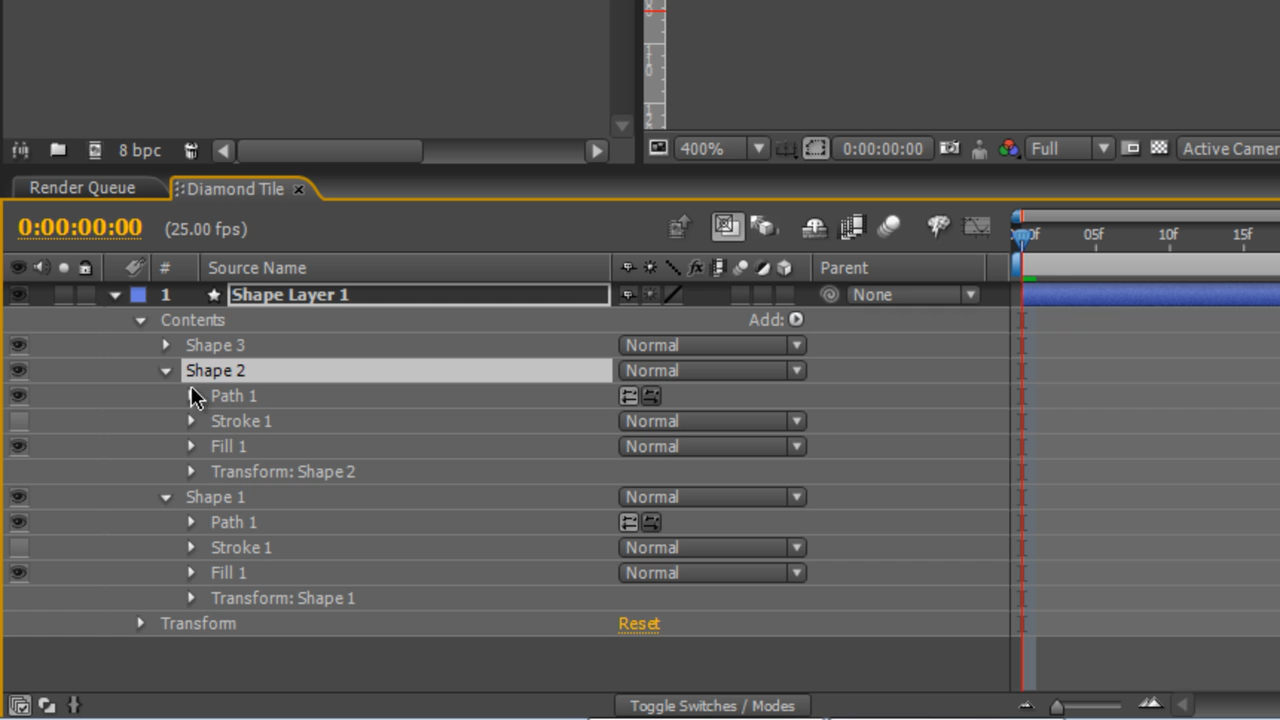 8 bpc
400%
0:00:00:00
Full
Active Camer
Render Queue
Diamond Tile
0:00:00:00
(25.00 fps)
05f
10f
15f
#
Source Name
fx
Parent
1
Shape Layer 1
None
Contents
Add:
Shape 3
Normal
Shape 2
Normal
Path 1
Stroke 1
Normal
Fill 1
Normal
Transform: Shape 2
Shape 1
Normal
Path 1
Stroke 1
Normal
Fill 1
Normal
Transform: Shape 1
Transform
Reset
Toggle Switches / Modes